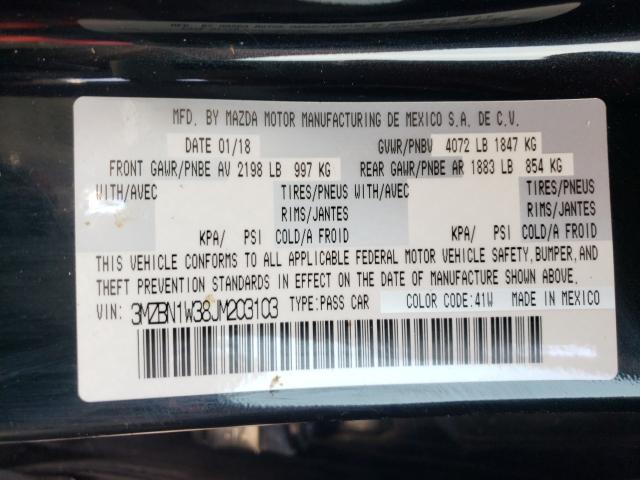 MFD. BY MAZDA MOTOR MANUFACTURING DE MEXICO S.A. DE C.V.
DATE 01/18 GVWR/PNBV 4072 LB 1847 KG
FRONT GAWR/PNBE AV 2198 LB 997 KG REAR GAWR/PNBE AR 1883 LB 854 KG
WITH/AVEC TIRES/PNEUS WITH/AVEC TIRES/PNEUS
RIMS/JANTES RIMS/JANTES
KPA/ PSI COLD/A FROID KPA/ PSI COLD/A FROID
THIS VEHICLE CONFORMS TO ALL APPLICABLE FEDERAL MOTOR VEHICLE SAFETY, BUMPER, AND
THEFT PREVENTION STANDARDS IN EFFECT ON THE DATE OF MANUFACTURE SHOWN ABOVE.
VIN: 3MZBN1W38JM203103 TYPE:PASS CAR COLOR CODE:41W MADE IN MEXICO